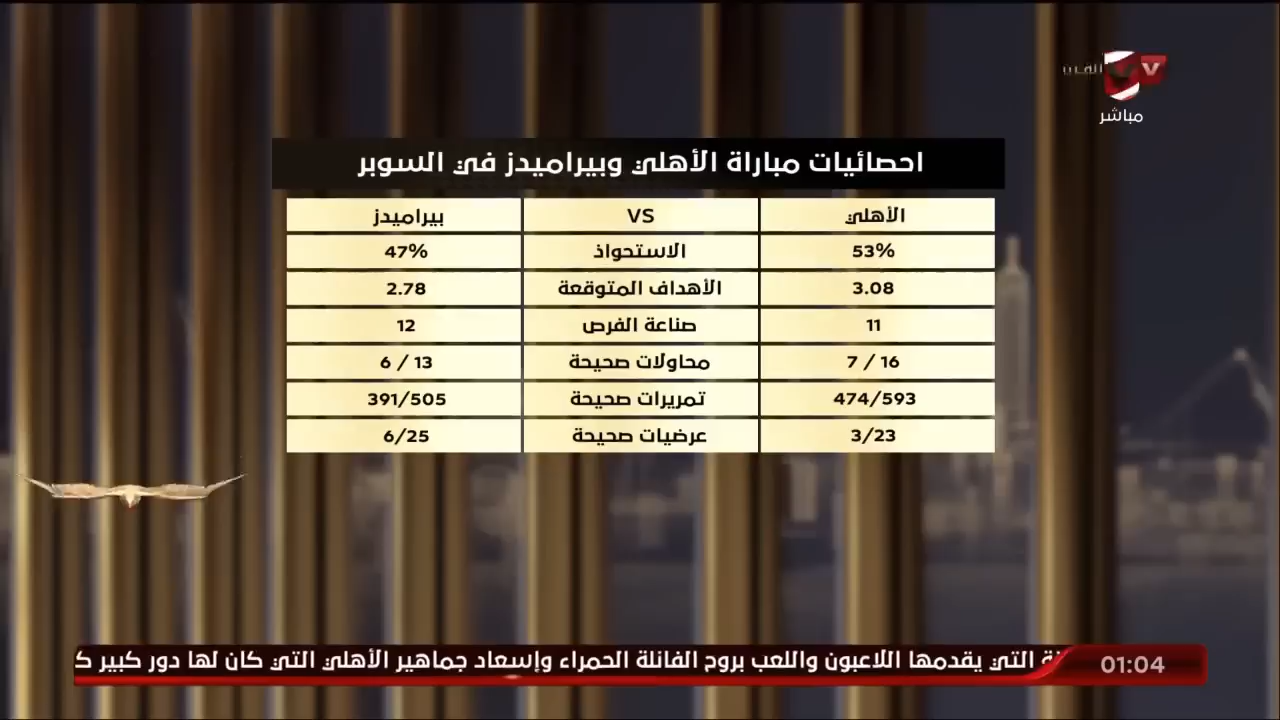 القرن
V
مباشر
احصائيات مباراة الأهلي وبيراميدز في السوبر
الأهلي VS بيراميدز
53% الاستحواذ 47%
3.08 الأهداف المتوقعة 2.78
11 صناعة الفرص 12
7 / 16 محاولات صحيحة 6 / 13
474/593 تمريرات صحيحة 391/505
3/23 عرضيات صحيحة 6/25
01:04
التي يقدمها اللاعبون واللعب بروح الفانلة الحمراء وإسعاد جماهير الأهلي التي كان لها دور كبير ك